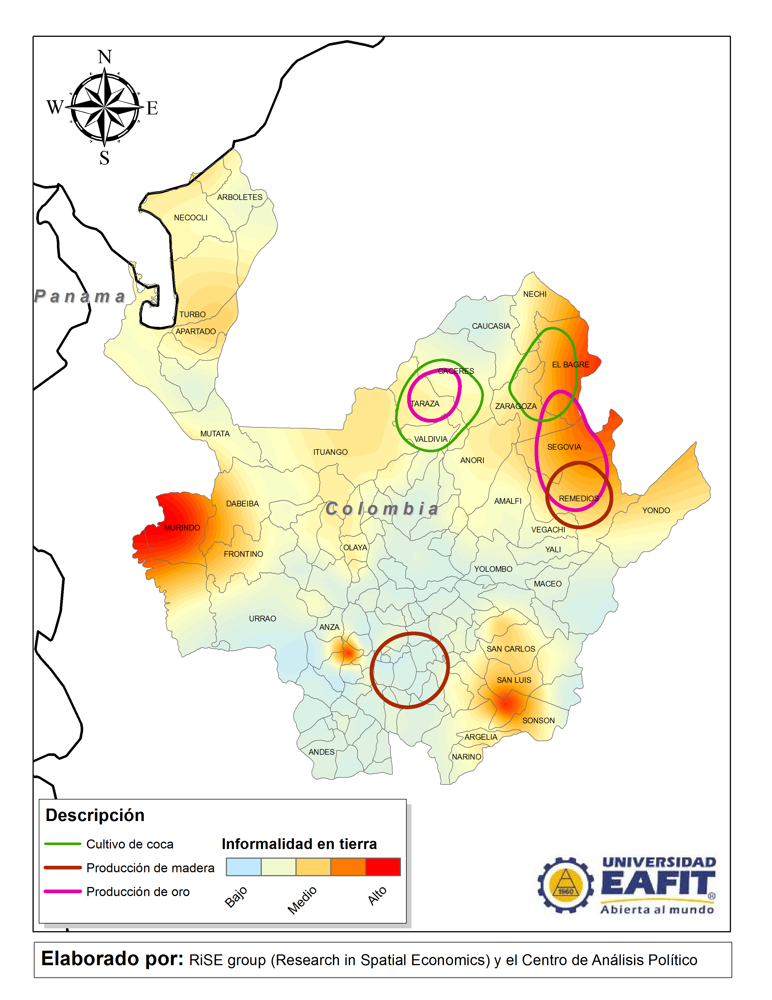 N
W
E
S
ARBOLETES
NECOCLI
NECHI
Panama
TURBO
CAUCASIA
APARTADO
EL BAGRE
CACERES
TARAZA
ZARAGOZA
MUTATA
VALDIVIA
SEGOVIA
ITUANGO
ANORI
REMEDIOS
DABEIBA
AMALFI
Colombia
YONDO
MURINDO
VEGACHI
OLAYA
YALI
FRONTINO
YOLOMBO
MACEO
URRAO
ANZA
SAN CARLOS
SAN LUIS
SONSON
ARGELIA
ANDES
NARINO
Descripción
Cultivo de coca
Producción de madera
Producción de oro
Informalidad en tierra
Bajo
Medio
Alto
1960
UNIVERSIDAD
EAFIT®
Abierta al mundo
Elaborado por: RiSE group (Research in Spatial Economics) y el Centro de Análisis Político